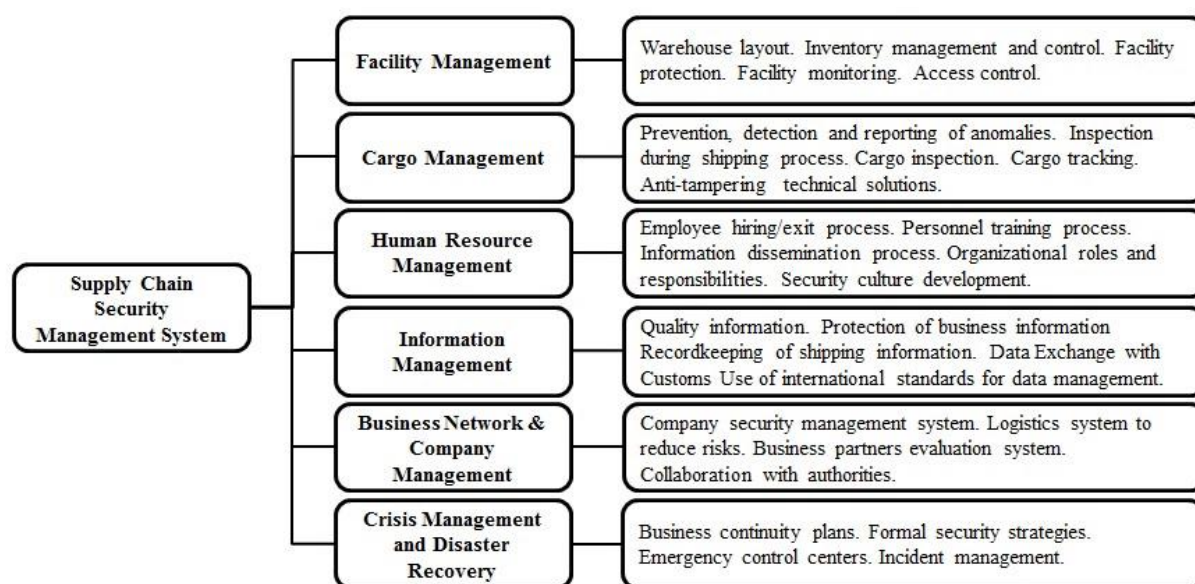 Supply Chain
Security
Management System
Facility Management
Warehouse layout. Inventory management and control. Facility
protection. Facility monitoring. Access control.
Cargo Management
Prevention, detection and reporting of anomalies. Inspection
during shipping process. Cargo inspection. Cargo tracking.
Anti-tampering technical solutions.
Human Resource
Management
Employee hiring/exit process. Personnel training process.
Information dissemination process. Organizational roles and
responsibilities. Security culture development.
Information
Management
Quality information. Protection of business information
Recordkeeping of shipping information. Data Exchange with
Customs Use of international standards for data management.
Business Network &
Company
Management
Company security management system. Logistics system to
reduce risks. Business partners evaluation system.
Collaboration with authorities.
Crisis Management
and Disaster
Recovery
Business continuity plans. Formal security strategies.
Emergency control centers. Incident management.